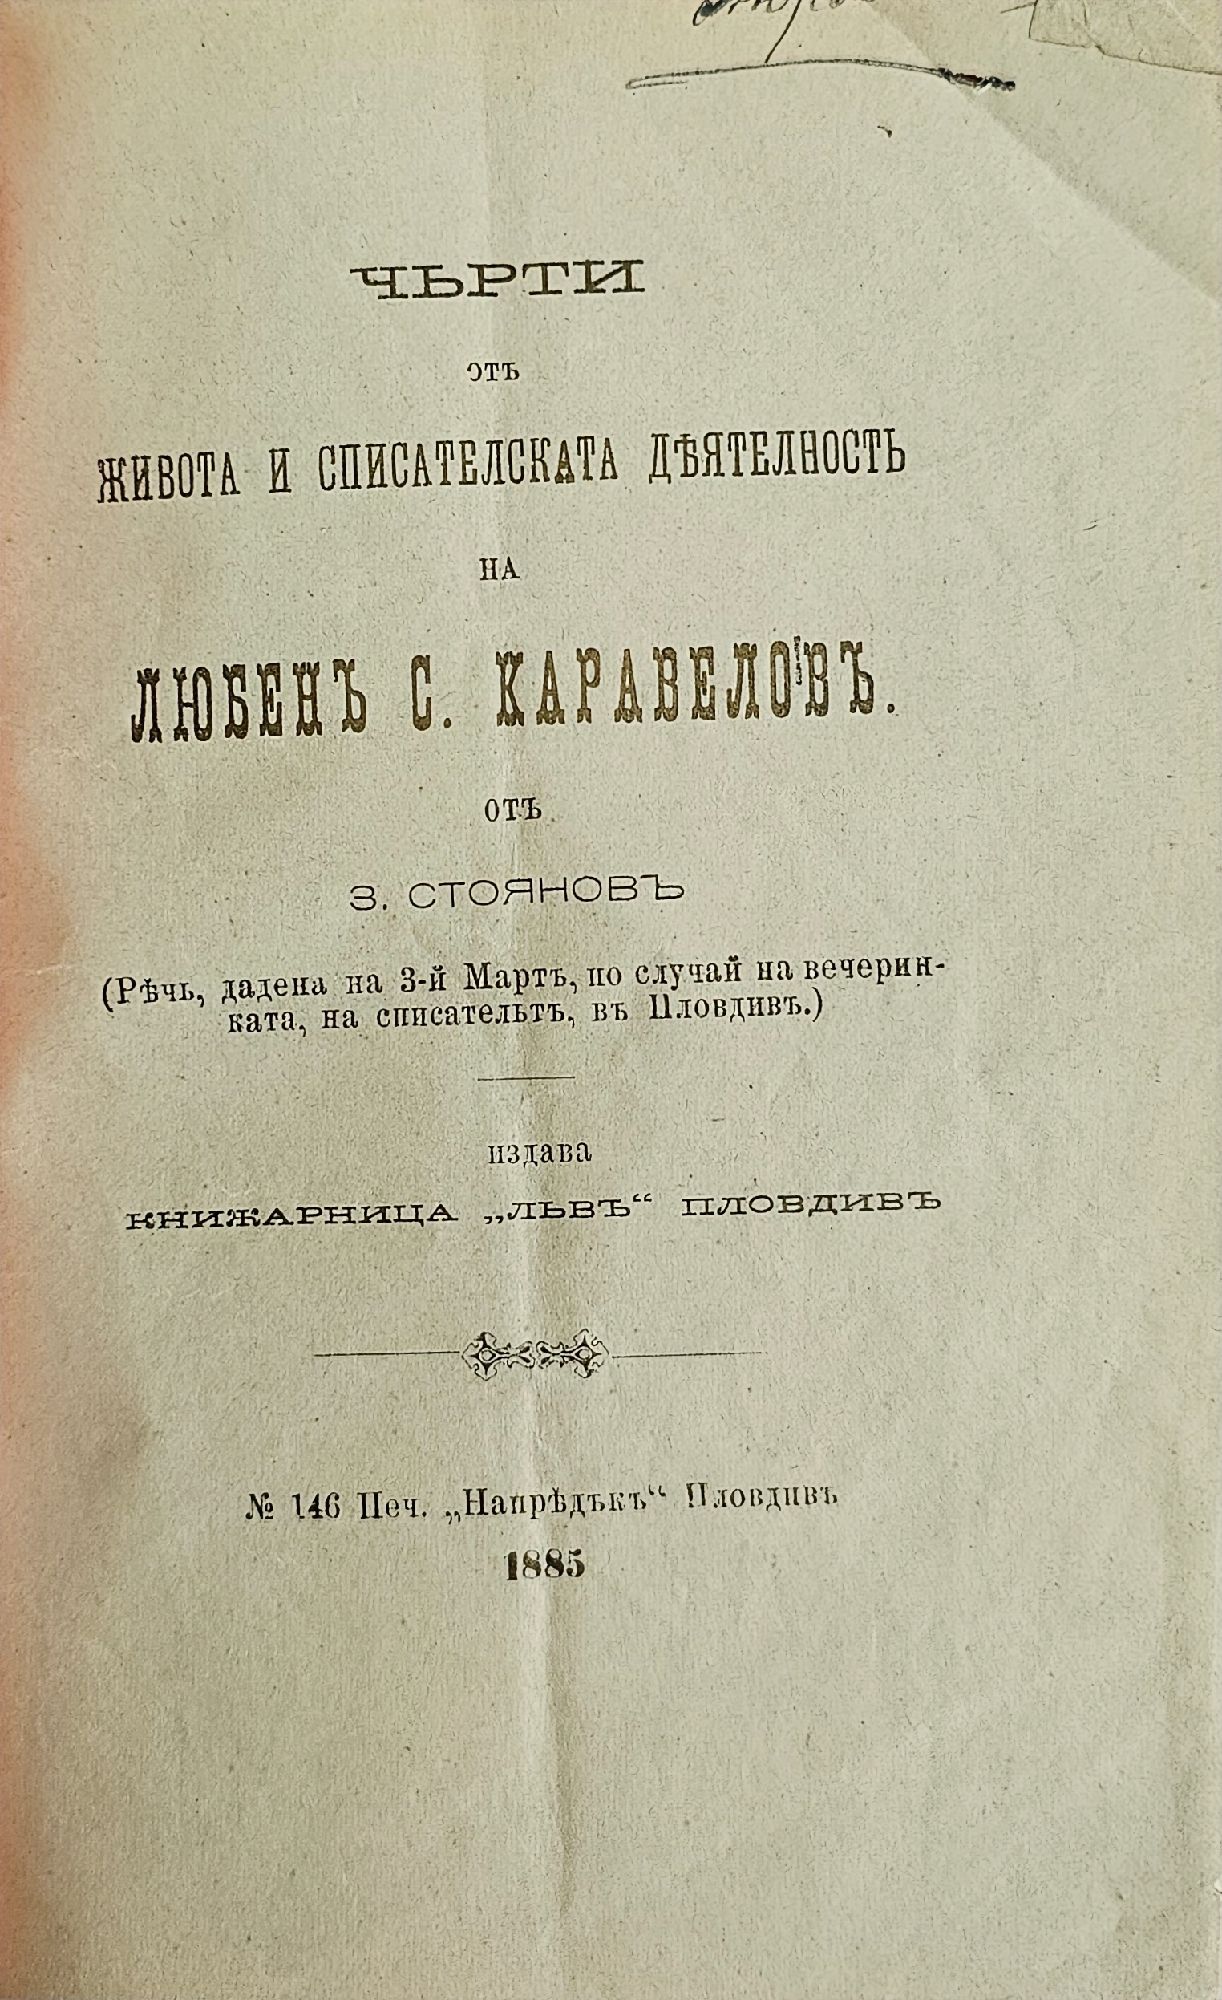 ЧЬРТИ
отъ
ЖИВОТА И СПИСАТЕЛСКАТА ДѢЯТЕЛНОСТЬ
НА
ЛЮБЕНЪ С. КАРАВЕЛОВЪ.
отъ
З. СТОЯНОВЪ
(Рѣчь, дадена на 3-й Мартъ, по случай на вечерин-
ката, на списательтъ, въ Пловдивъ.)
издава
КНИЖАРНИЦА „ЛЬВЪ“ ПЛОВДИВЪ
№ 146 Печ. „Напрѣдъкъ“ Пловдивъ
1885